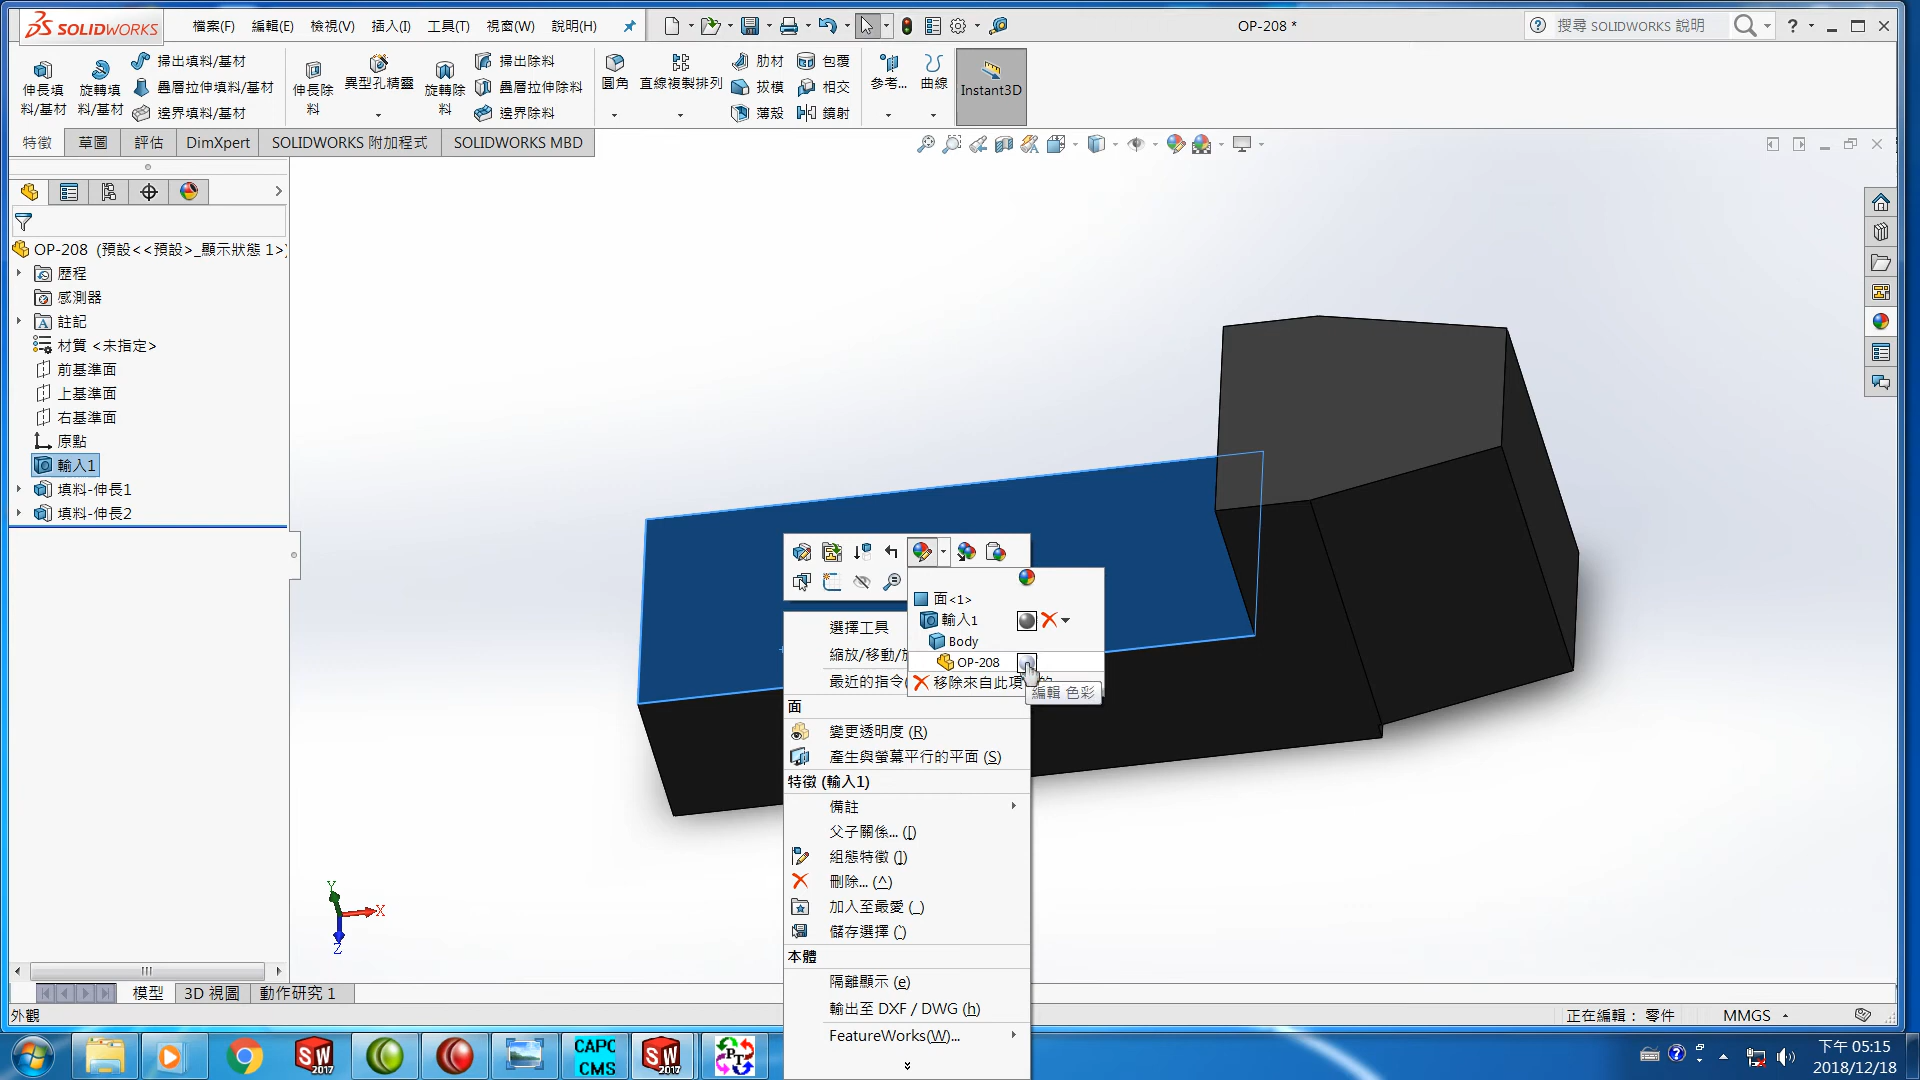 SOLIDWORKS 檔案(F) 編輯(E) 檢視(V) 插入(I) 工具(T) 視窗(W) 說明(H) OP-208 * 搜尋 SOLIDWORKS 說明
伸長填料/基材 旋轉填料/基材 掃出填料/基材 疊層拉伸填料/基材 邊界填料/基材
伸長除料 異型孔精靈 旋轉除料 掃出除料 疊層拉伸除料 邊界除料
圓角 直線複製排列 肋材 拔模 薄殼 包覆 相交 鏡射 參考... 曲線 Instant3D
特徵 草圖 評估 DimXpert SOLIDWORKS 附加程式 SOLIDWORKS MBD
OP-208 (預設<<預設>_顯示狀態 1>)
歷程
感測器
註記
材質 <未指定>
前基準面
上基準面
右基準面
原點
輸入1
填料-伸長1
填料-伸長2
面<1>
輸入1
Body
OP-208
移除來自此項
編輯 色彩
選擇工具
縮放/移動/
最近的指令(
面
變更透明度 (R)
產生與螢幕平行的平面 (S)
特徵 (輸入1)
備註
父子關係... ([)
組態特徵 (])
刪除... (^)
加入至最愛 (_)
儲存選擇 (`)
本體
隔離顯示 (e)
輸出至 DXF / DWG (h)
FeatureWorks(W)...
Y
X
Z
模型 3D 視圖 動作研究 1
外觀 正在編輯： 零件 MMGS
SW 2017
CAPC
CMS
SW 2017
PT
下午 05:15
2018/12/18